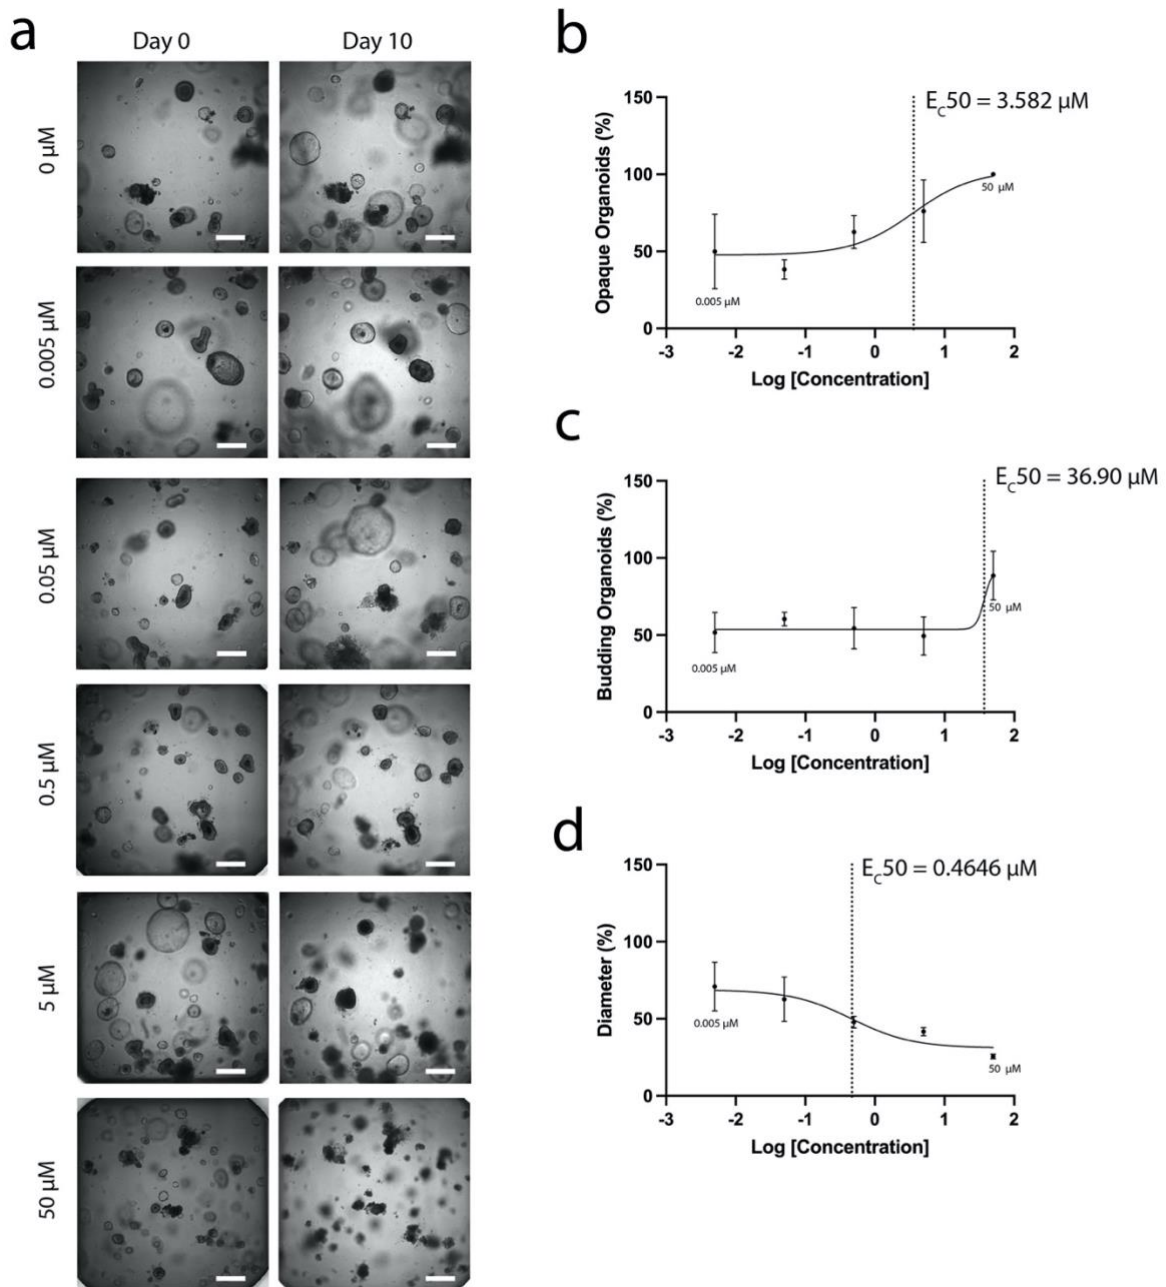 a
Day 0
Day 10
0 µM
0.005 µM
0.05 µM
0.5 µM
5 µM
50 µM
b
EC50 = 3.582 µM
Opaque Organoids (%)
150
100
50
0
50 µM
0.005 µM
-3
-2
-1
0
1
2
Log [Concentration]
c
EC50 = 36.90 µM
Budding Organoids (%)
150
100
50
0
50 µM
0.005 µM
-3
-2
-1
0
1
2
Log [Concentration]
d
EC50 = 0.4646 µM
Diameter (%)
150
100
50
0
0.005 µM
50 µM
-3
-2
-1
0
1
2
Log [Concentration]